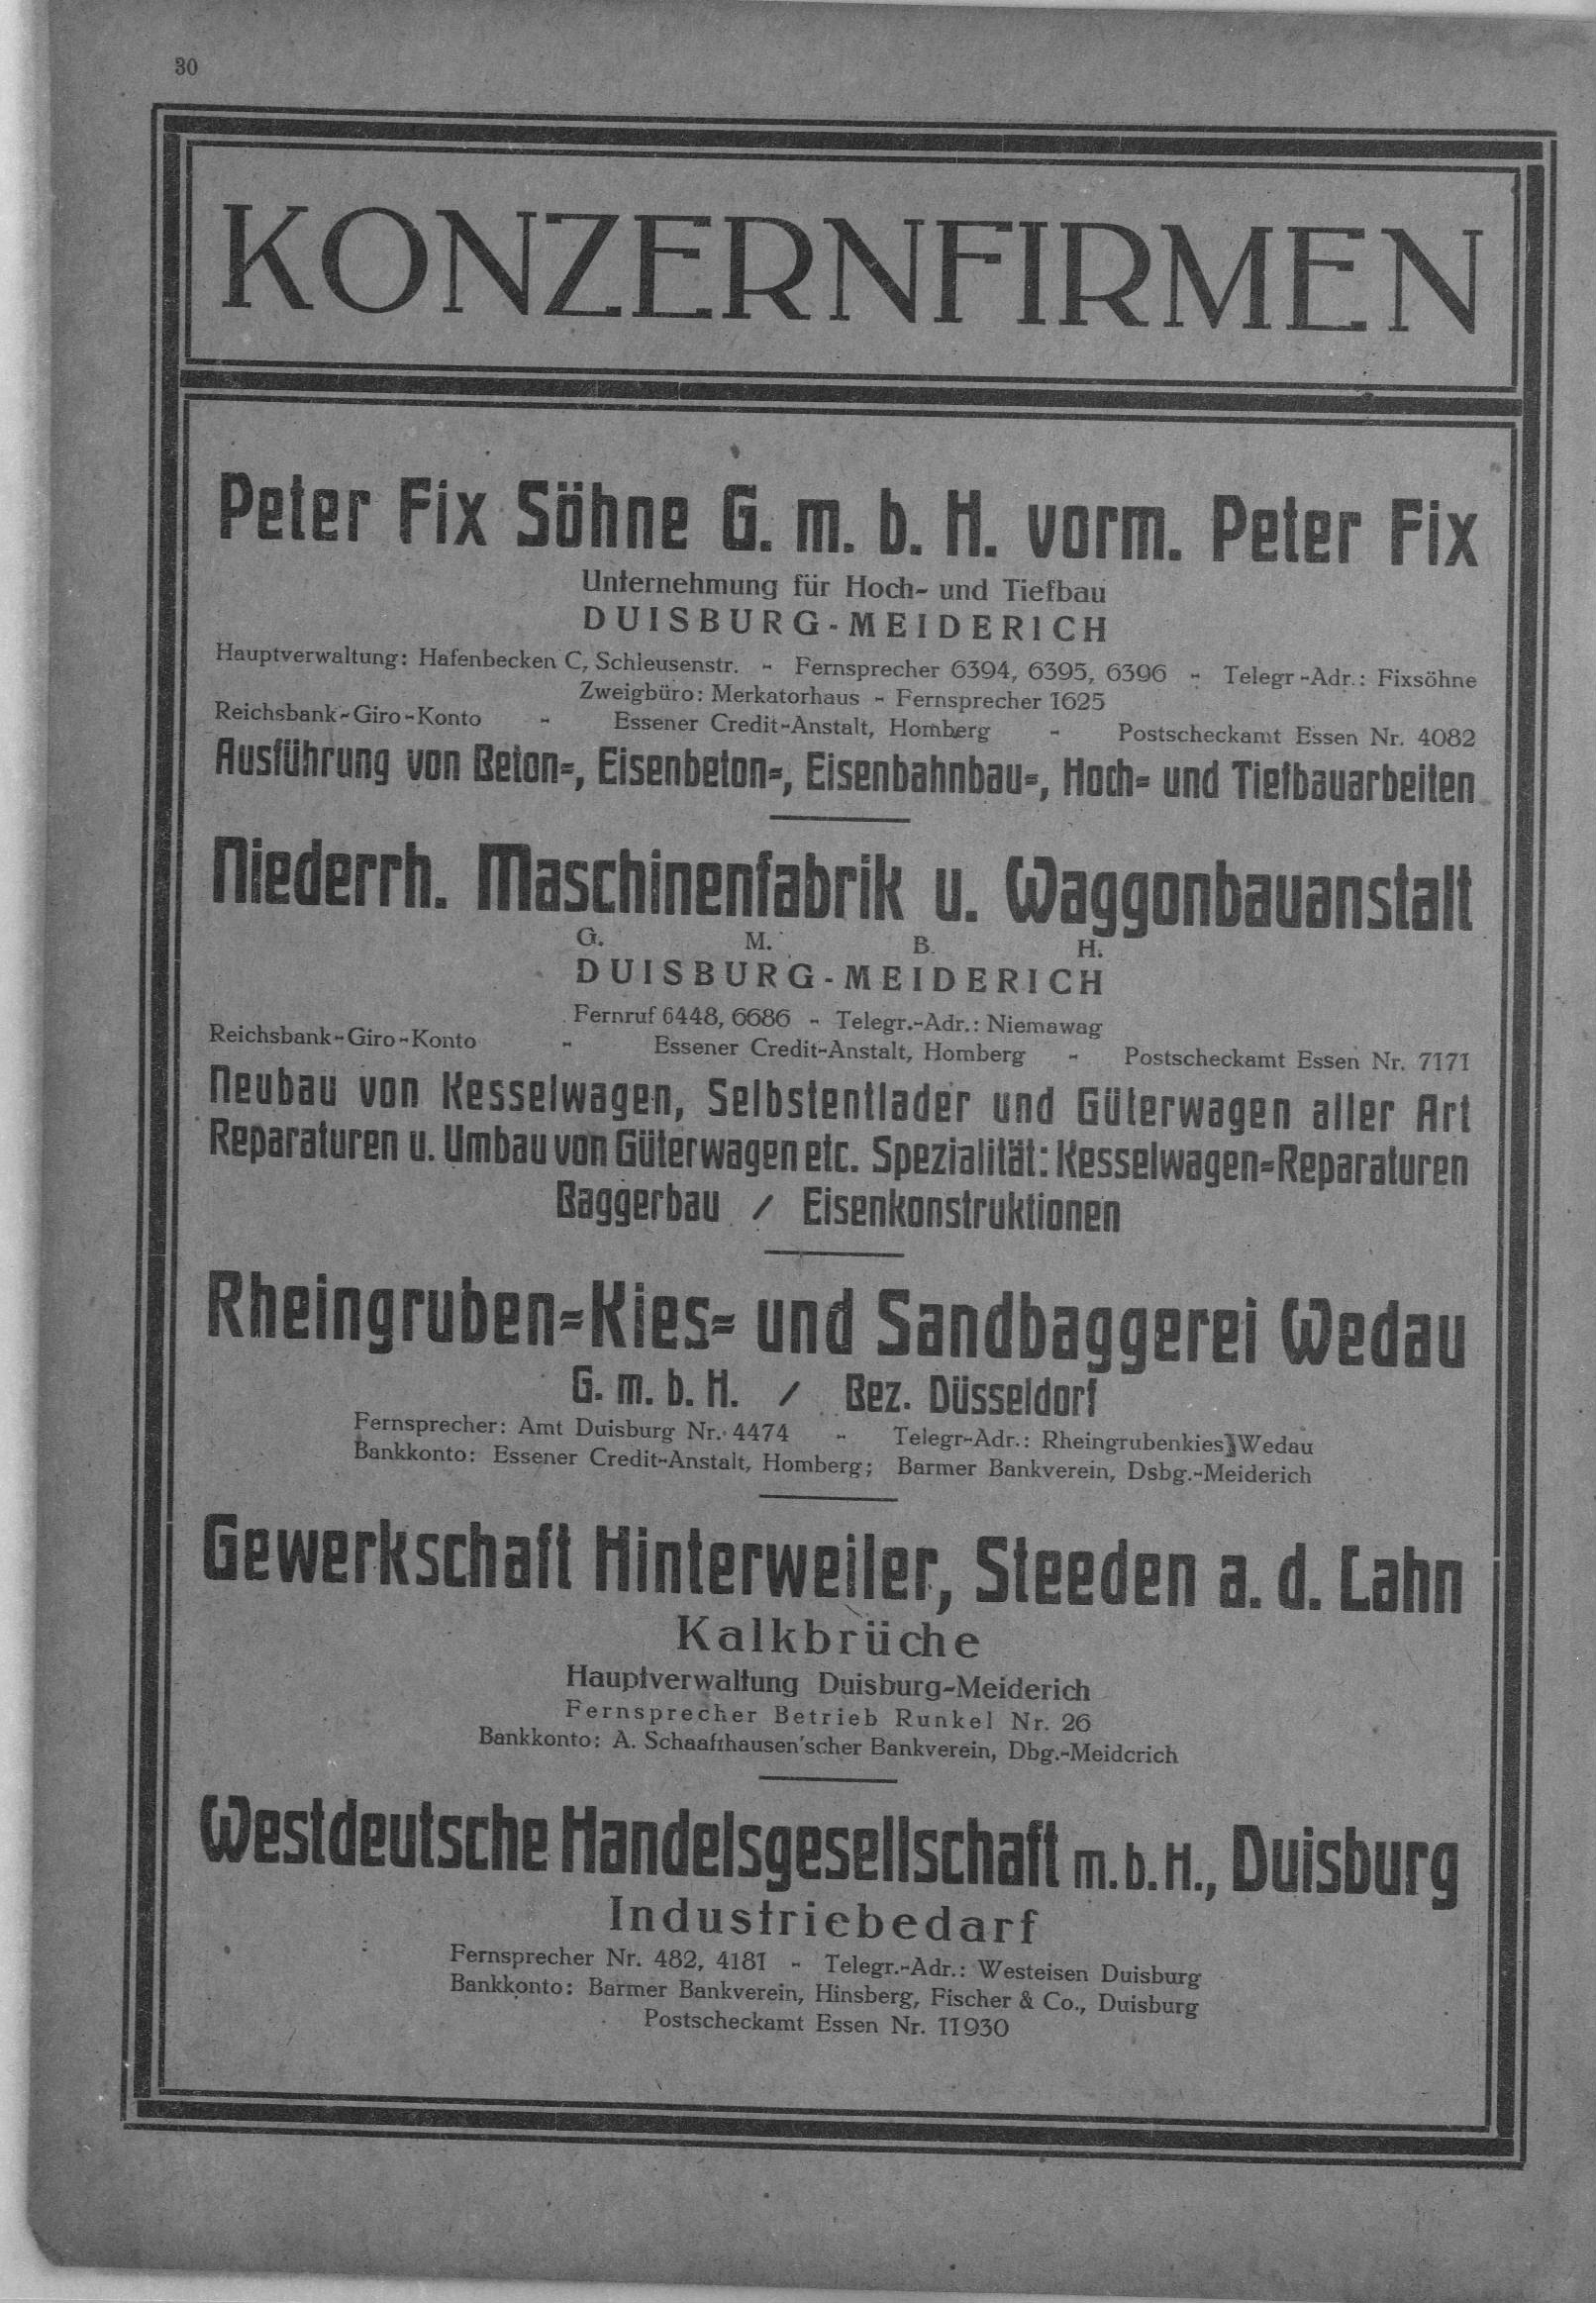 30
KONZERNFIRMEN
Peter Fix Söhne G. m. b. H. vorm. Peter Fix
Unternehmung für Hoch- und Tiefbau
DUISBURG-MEIDERICH
Hauptverwaltung: Hafenbecken C, Schleusenstr. - Fernsprecher 6394, 6395, 6396 - Telegr-Adr.: Fixsöhne
Zweigbüro: Merkatorhaus - Fernsprecher 1625
Reichsbank-Giro-Konto - Essener Credit-Anstalt, Homberg - Postscheckamt Essen Nr. 4082
Ausführung von Beton=, Eisenbeton=, Eisenbahnbau=, Hoch= und Tiefbauarbeiten
Niederrh. Maschinenfabrik u. Waggonbauanstalt
G. M. B. H.
DUISBURG-MEIDERICH
Fernruf 6448, 6686 - Telegr.-Adr.: Niemawag
Reichsbank-Giro-Konto - Essener Credit-Anstalt, Homberg - Postscheckamt Essen Nr. 7171
Neubau von Kesselwagen, Selbstentlader und Güterwagen aller Art
Reparaturen u. Umbau von Güterwagen etc. Spezialität: Kesselwagen=Reparaturen
Baggerbau / Eisenkonstruktionen
Rheingruben=Kies= und Sandbaggerei Wedau
G. m. b. H. / Bez. Düsseldorf
Fernsprecher: Amt Duisburg Nr. 4474 - Telegr-Adr.: Rheingrubenkies Wedau
Bankkonto: Essener Credit-Anstalt, Homberg; Barmer Bankverein, Dsbg.-Meiderich
Gewerkschaft Hinterweiler, Steeden a. d. Lahn
Kalkbrüche
Hauptverwaltung Duisburg-Meiderich
Fernsprecher Betrieb Runkel Nr. 26
Bankkonto: A. Schaaffhausen'scher Bankverein, Dbg.-Meidcrich
Westdeutsche Handelsgesellschaft m. b. H., Duisburg
Industriebedarf
Fernsprecher Nr. 482, 4181 - Telegr.-Adr.: Westeisen Duisburg
Bankkonto: Barmer Bankverein, Hinsberg, Fischer & Co., Duisburg
Postscheckamt Essen Nr. 11930